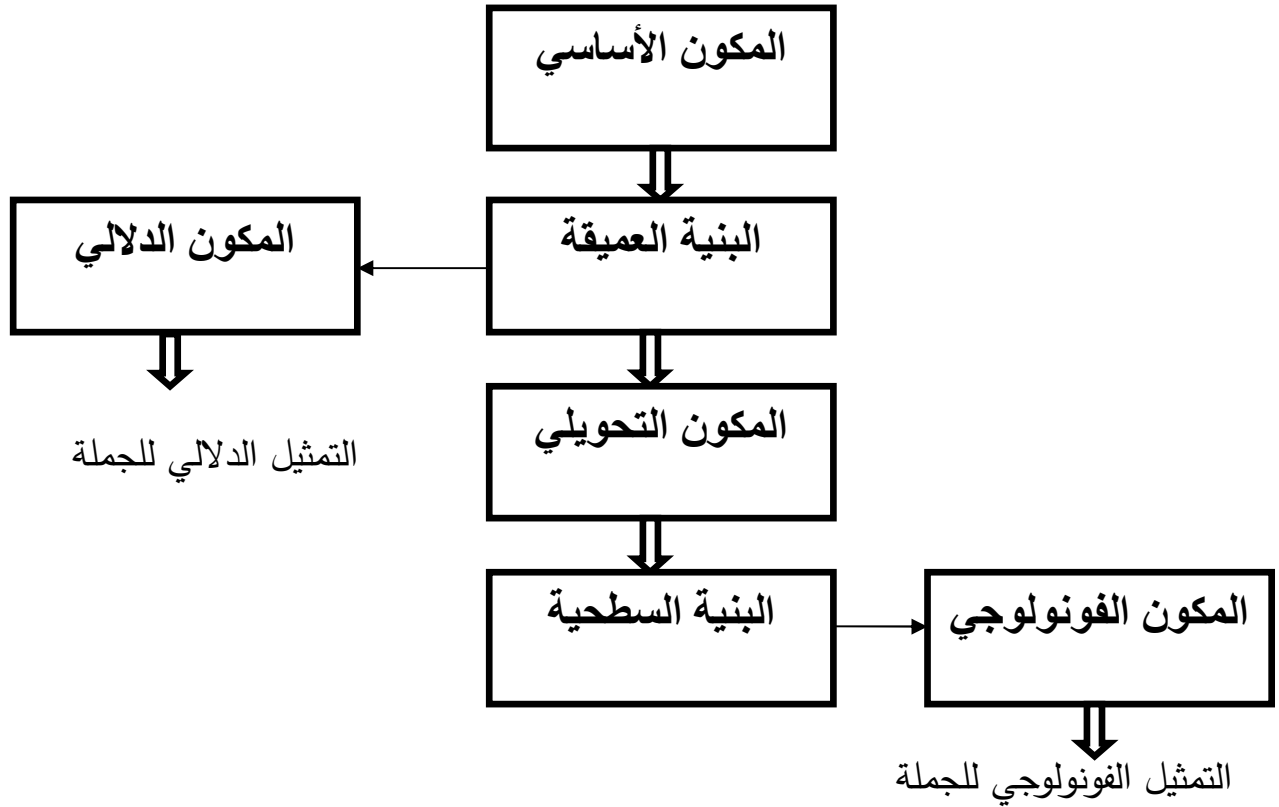 المكون الأساسي
البنية العميقة
المكون الدلالي
المكون التحويلي
التمثيل الدلالي للجملة
البنية السطحية
المكون الفونولوجي
التمثيل الفونولوجي للجملة